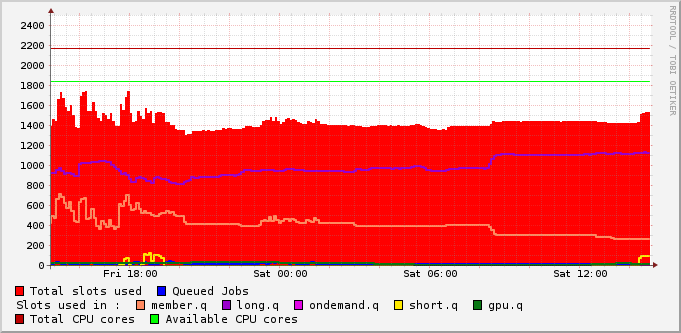 RRDTOOL / TOBI OETIKER
2400
2200
2000
1800
1600
1400
1200
1000
800
600
400
200
0
Fri 18:00 Sat 00:00 Sat 06:00 Sat 12:00
Total slots used Queued Jobs
Slots used in : member.q long.q ondemand.q short.q gpu.q
Total CPU cores Available CPU cores